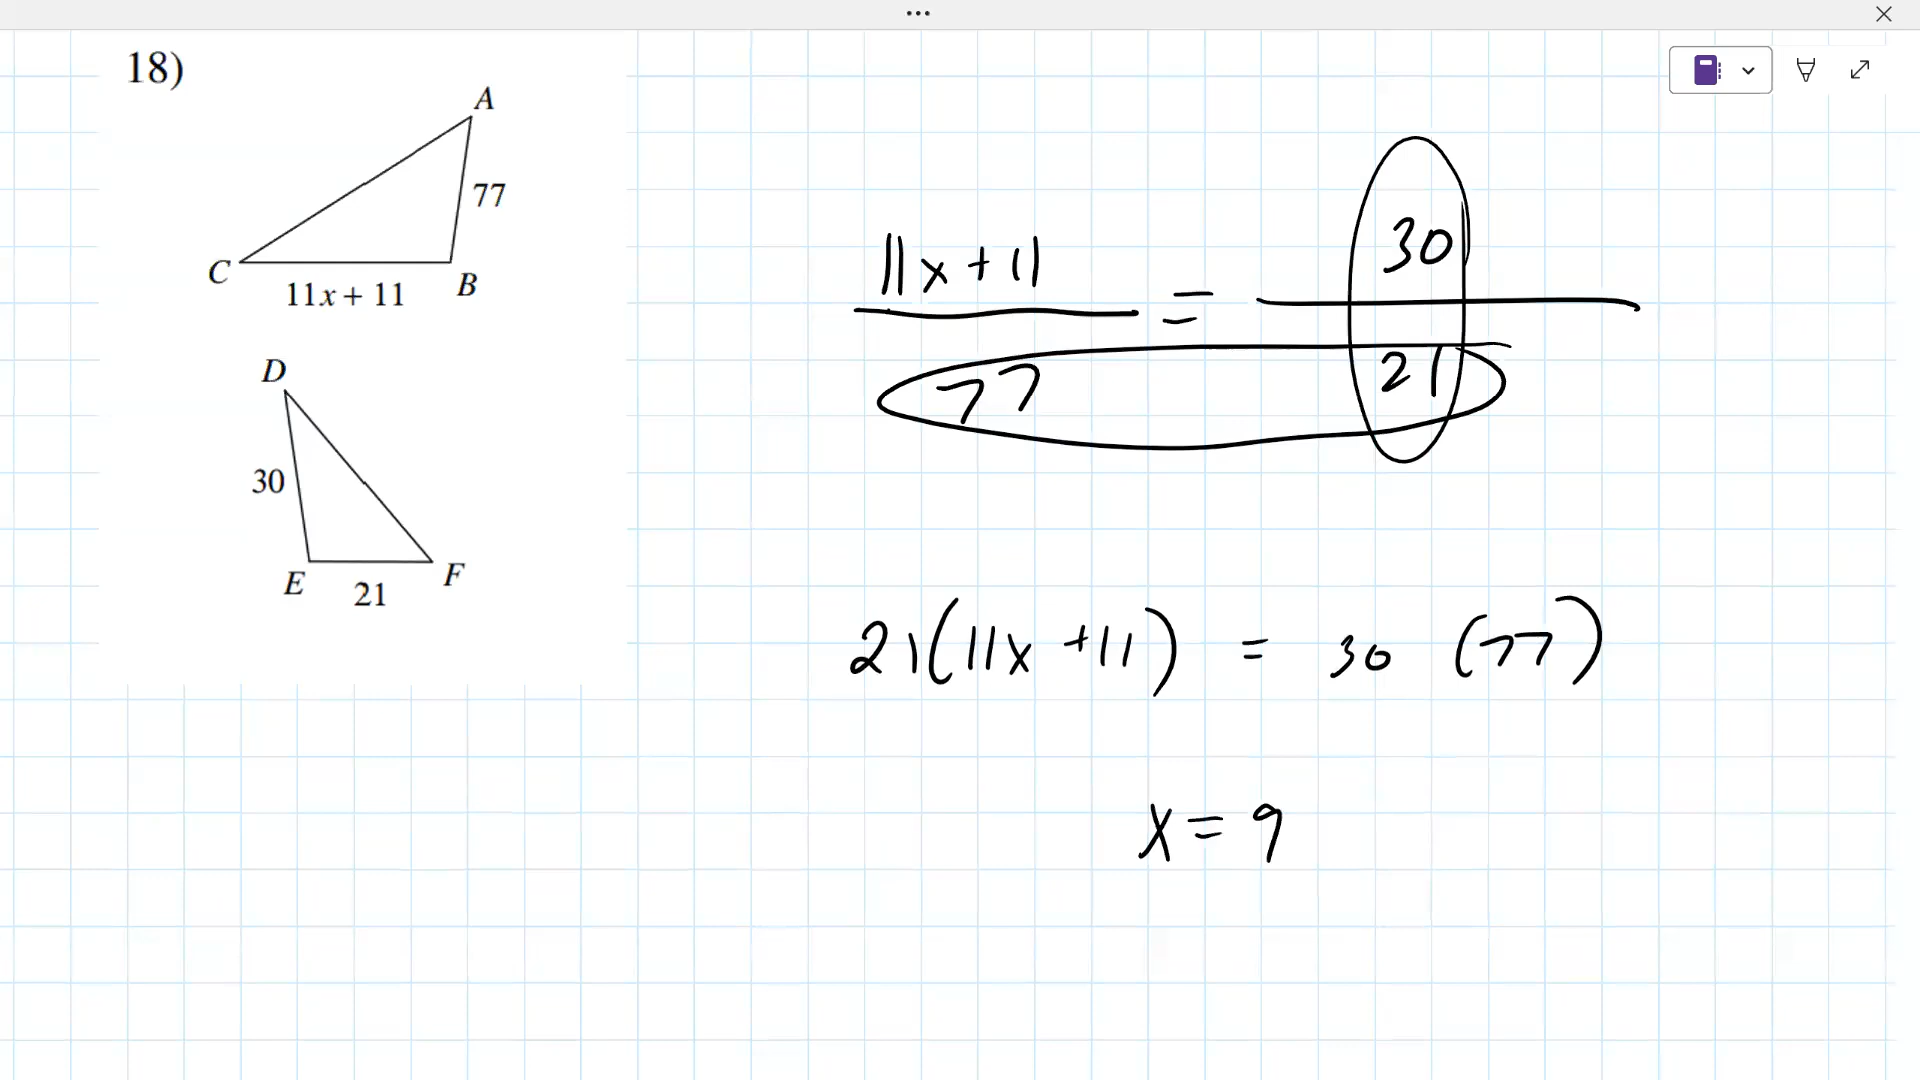 18)
A
77
C
B
11x + 11
D
30
E
F
21
11x + 11
77
=
30
21
21(11x + 11) = 30 (77)
x = 9